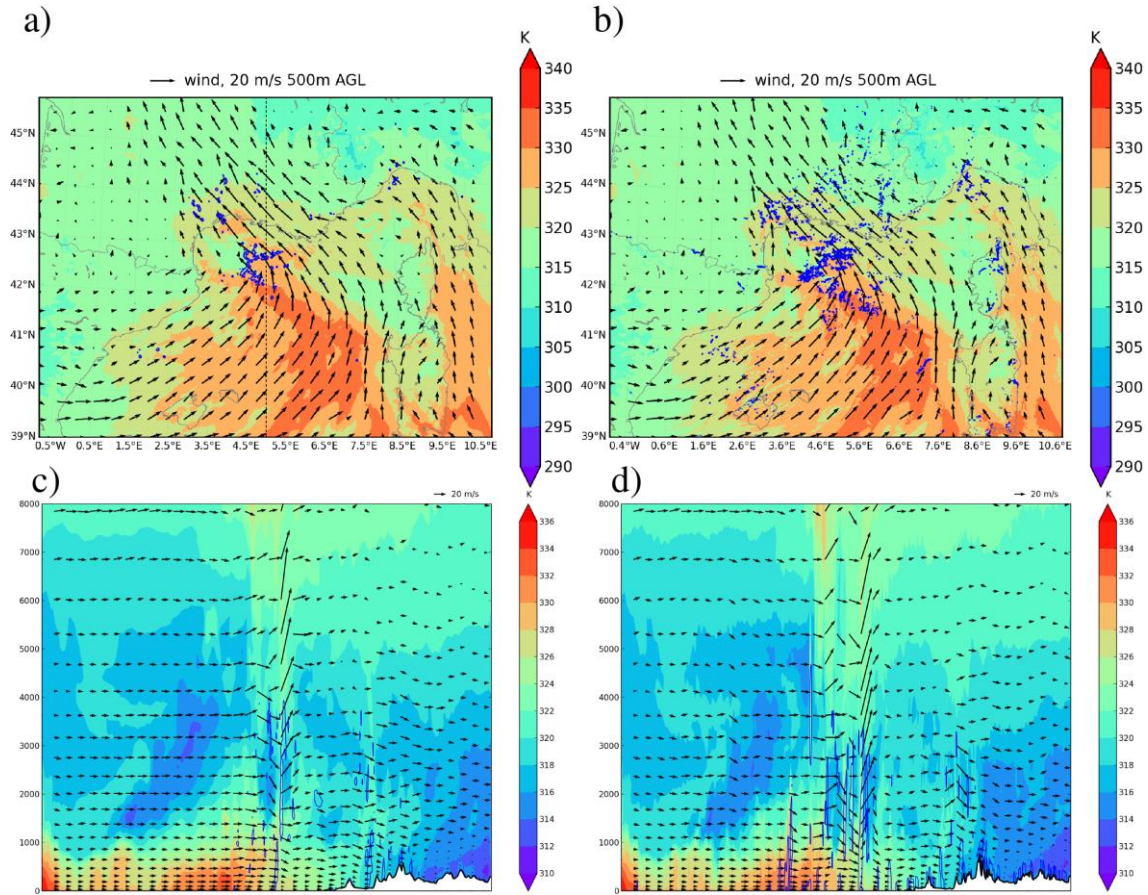 a)
b)
K
K
wind, 20 m/s 500m AGL
wind, 20 m/s 500m AGL
340
335
330
325
320
315
310
305
300
295
290
340
335
330
325
320
315
310
305
300
295
290
45°N
44°N
43°N
42°N
41°N
40°N
39°N
45°N
44°N
43°N
42°N
41°N
40°N
39°N
0.5°W 0.5°E 1.5°E 2.5°E 3.5°E 4.5°E 5.5°E 6.5°E 7.5°E 8.5°E 9.5°E 10.5°E
0.4°W 0.6°E 1.6°E 2.6°E 3.6°E 4.6°E 5.6°E 6.6°E 7.6°E 8.6°E 9.6°E 10.6°E
c)
d)
20 m/s
K
20 m/s
K
8000
7000
6000
5000
4000
3000
2000
1000
0
336
334
332
330
328
326
324
322
320
318
316
314
312
310
8000
7000
6000
5000
4000
3000
2000
1000
0
336
334
332
330
328
326
324
322
320
318
316
314
312
310